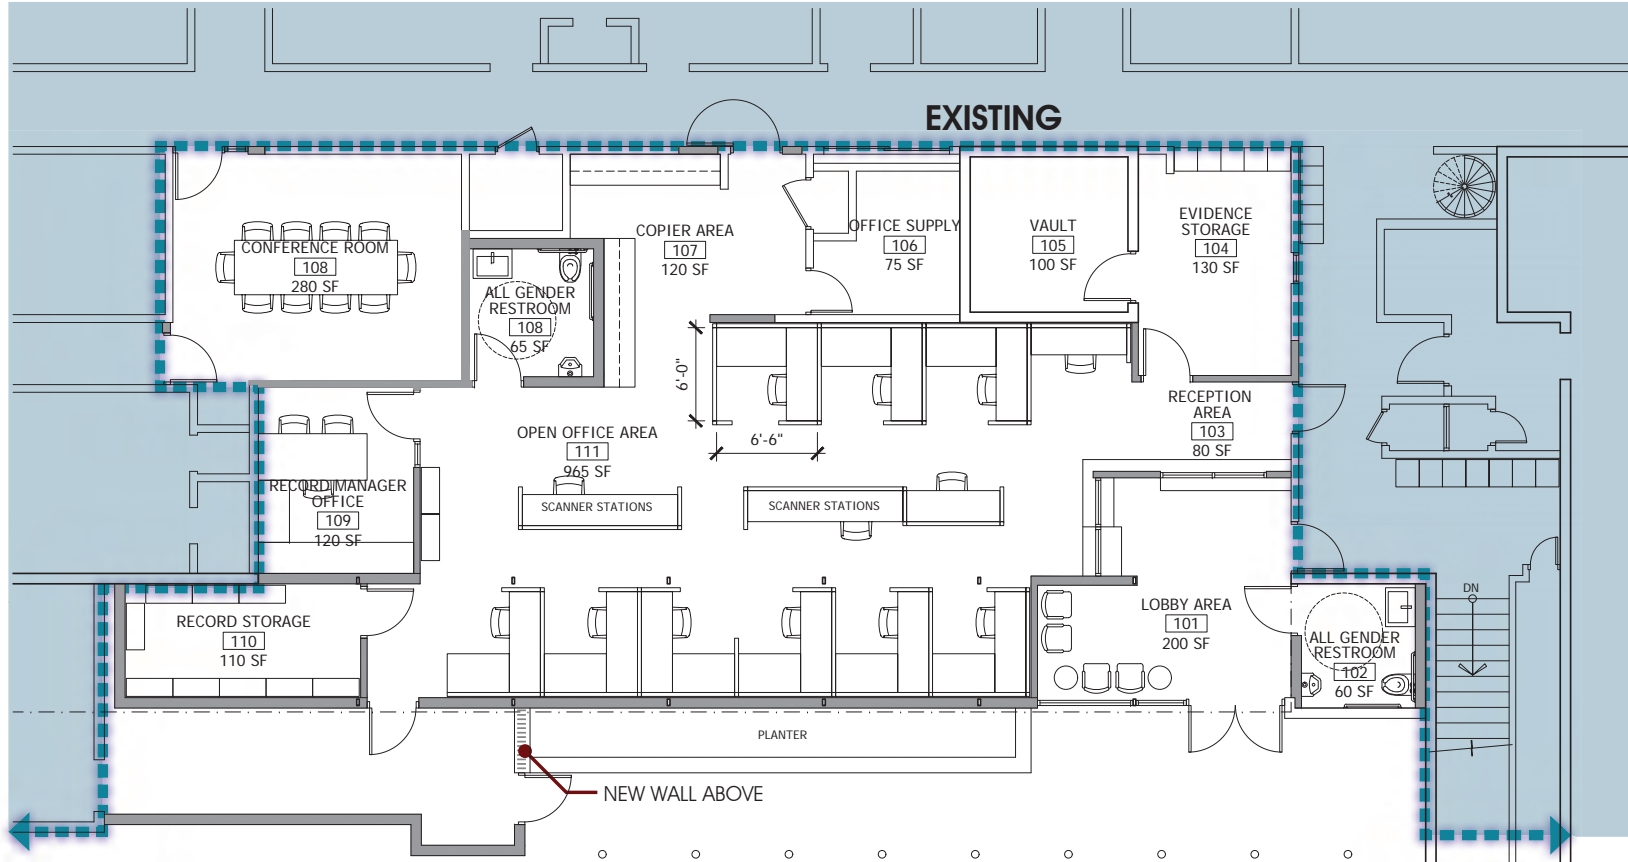 EXISTING
CONFERENCE ROOM
108
280 SF
COPIER AREA
107
120 SF
OFFICE SUPPLY
106
75 SF
VAULT
105
100 SF
EVIDENCE
STORAGE
104
130 SF
ALL GENDER
RESTROOM
108
65 SF
6'-0"
6'-6"
RECEPTION
AREA
103
80 SF
OPEN OFFICE AREA
111
965 SF
RECORD MANAGER
OFFICE
109
120 SF
SCANNER STATIONS
SCANNER STATIONS
RECORD STORAGE
110
110 SF
LOBBY AREA
101
200 SF
ALL GENDER
RESTROOM
102
60 SF
DN
PLANTER
NEW WALL ABOVE